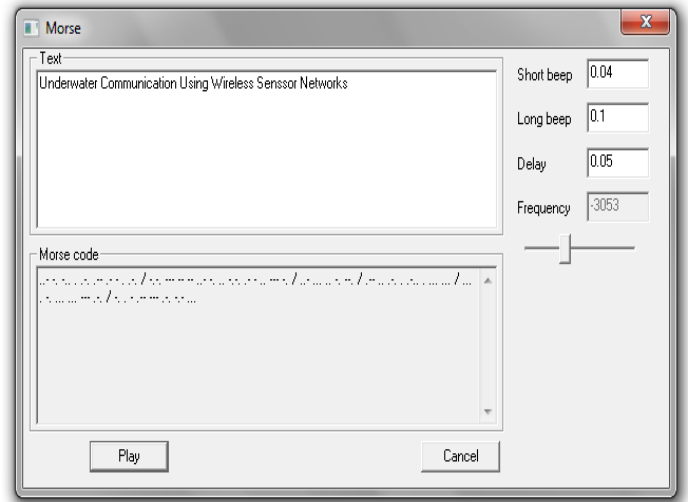 Morse
Text
Underwater Communication Using Wireless Senssor Networks
Short beep 0.04
Long beep 0.1
Delay 0.05
Frequency -3053
Morse code
..- -. -.. . .-. .-- .- - . .-. / -.-. --- -- -- ..- -. .. -.-. .- - .. --- -. / ..- ... .. -. --. / .-- .. .-. . .-.. . ... ... / ...
. -. ... ... --- .-. / -. . - .-- --- .-. -.- ...
Play
Cancel